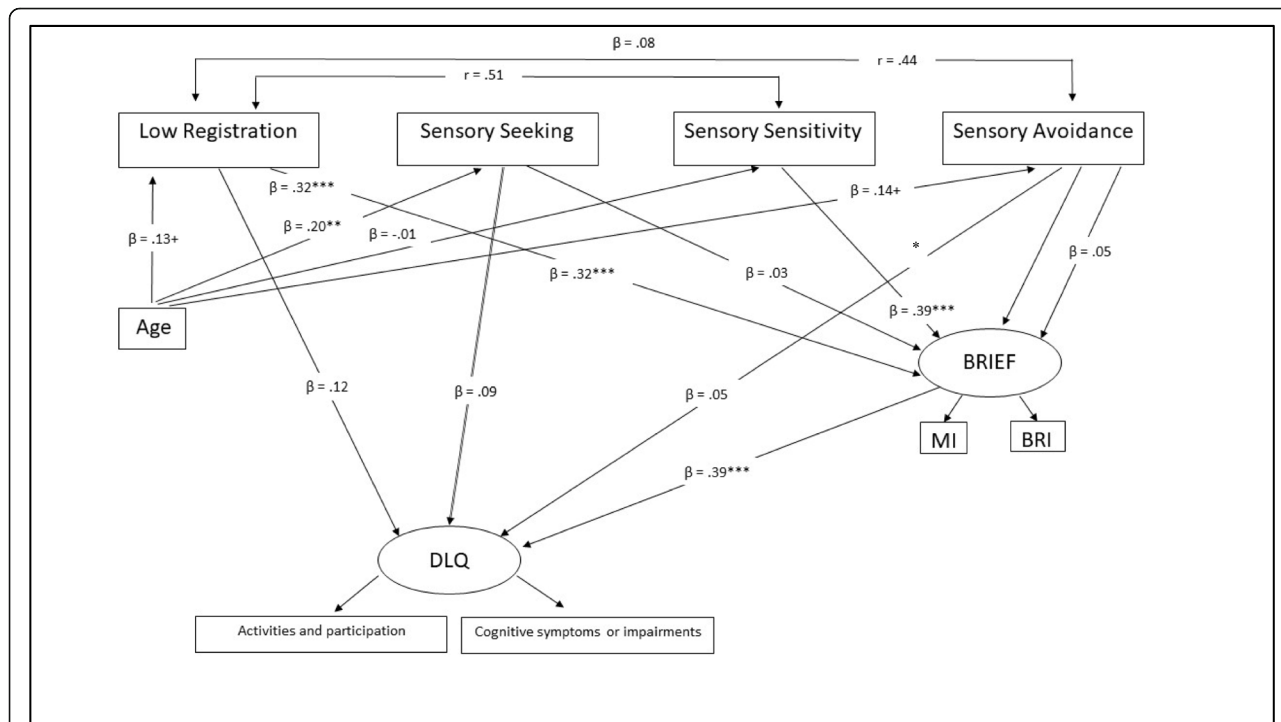 β = .08
r = .44
r = .51
Low Registration
Sensory Seeking
Sensory Sensitivity
Sensory Avoidance
β = .32***
β = .14+
β = .20**
β = -.01
β = .13+
*
β = .05
β = .32***
β = .03
β = .39***
Age
BRIEF
β = .12
β = .09
β = .05
MI
BRI
β = .39***
DLQ
Activities and participation
Cognitive symptoms or impairments